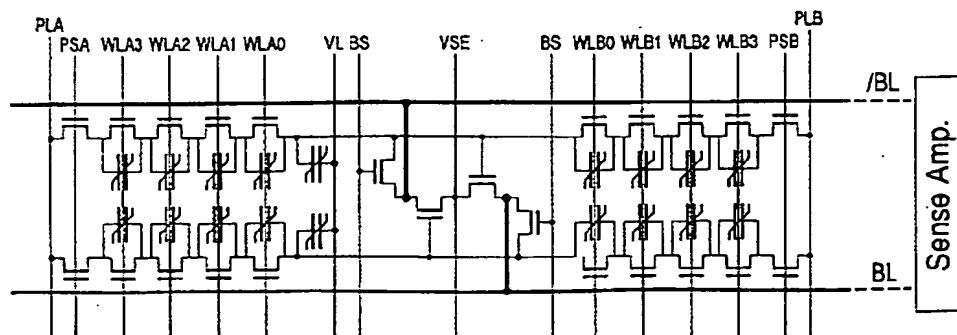 PLA PLB
PSA WLA3 WLA2 WLA1 WLA0 VL BS VSE BS WLB0 WLB1 WLB2 WLB3 PSB
/BL
BL
Sense Amp.